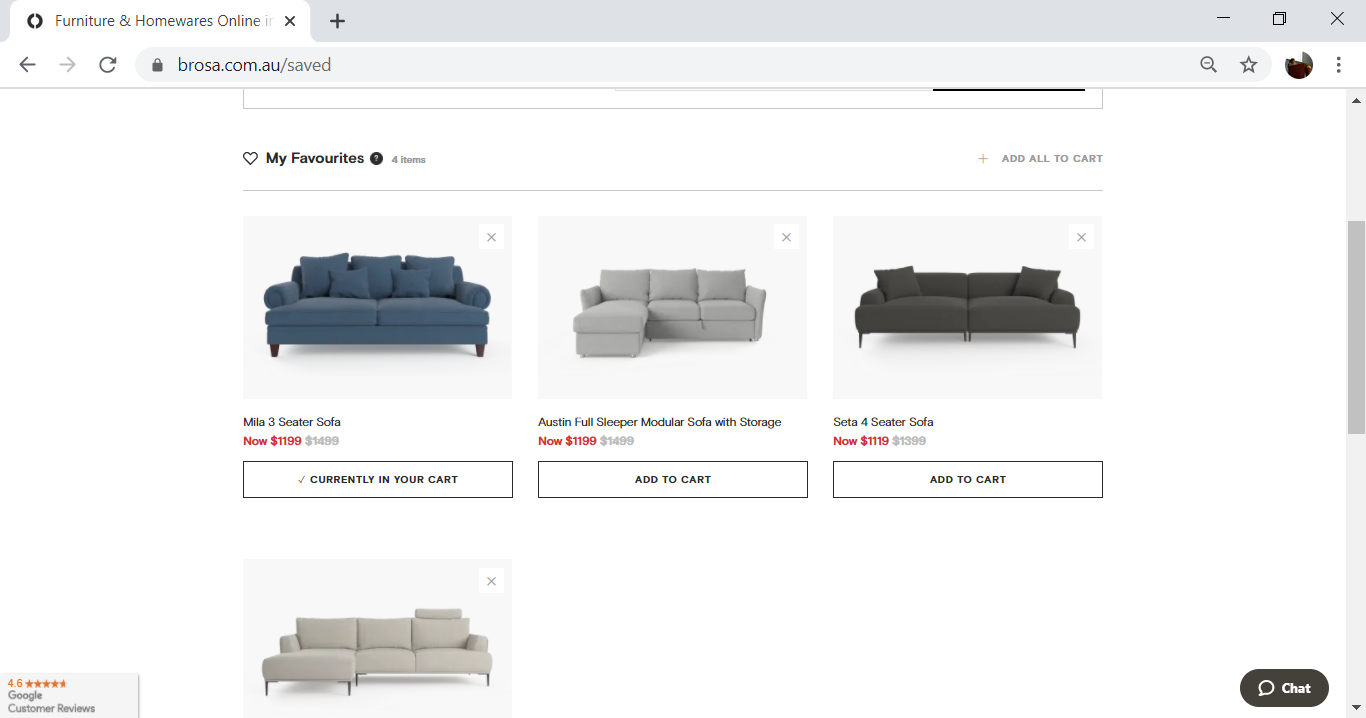 Furniture & Homewares Online in
brosa.com.au/saved
My Favourites ? 4 items
+ ADD ALL TO CART
Mila 3 Seater Sofa
Now $1199 $1499
✓ CURRENTLY IN YOUR CART
Austin Full Sleeper Modular Sofa with Storage
Now $1199 $1499
ADD TO CART
Seta 4 Seater Sofa
Now $1119 $1399
ADD TO CART
4.6 ★★★★★
Google
Customer Reviews
Chat